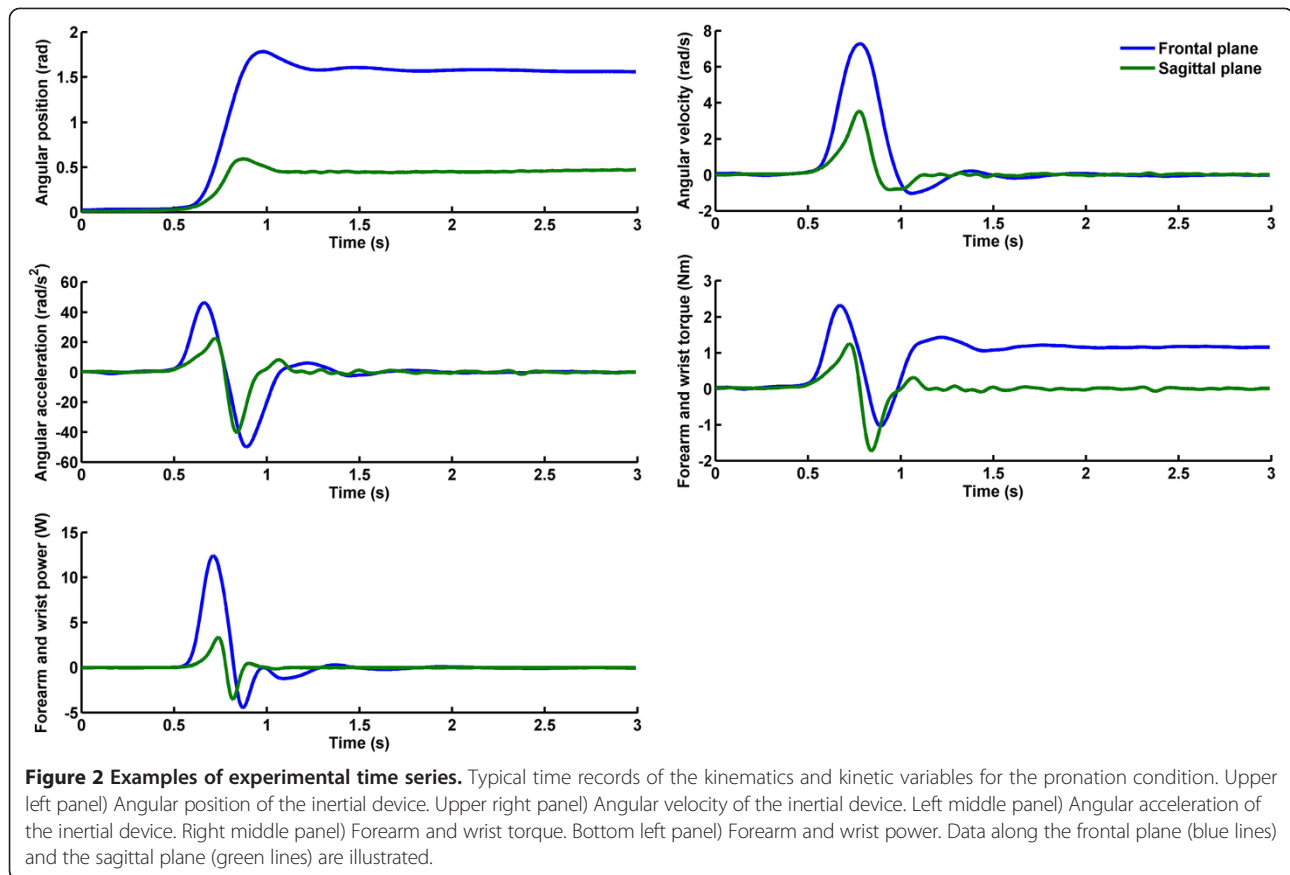 Angular position (rad)
2
1.5
1
0.5
0
0 0.5 1 1.5 2 2.5 3
Time (s)
Angular velocity (rad/s)
8
6
4
2
0
-2
0 0.5 1 1.5 2 2.5 3
Time (s)
Frontal plane
Sagittal plane
Angular acceleration (rad/s²)
60
40
20
0
-20
-40
-60
0 0.5 1 1.5 2 2.5 3
Time (s)
Forearm and wrist torque (Nm)
3
2
1
0
-1
-2
0 0.5 1 1.5 2 2.5 3
Time (s)
Forearm and wrist power (W)
15
10
5
0
-5
0 0.5 1 1.5 2 2.5 3
Time (s)
Figure 2 Examples of experimental time series. Typical time records of the kinematics and kinetic variables for the pronation condition. Upper
left panel) Angular position of the inertial device. Upper right panel) Angular velocity of the inertial device. Left middle panel) Angular acceleration of
the inertial device. Right middle panel) Forearm and wrist torque. Bottom left panel) Forearm and wrist power. Data along the frontal plane (blue lines)
and the sagittal plane (green lines) are illustrated.